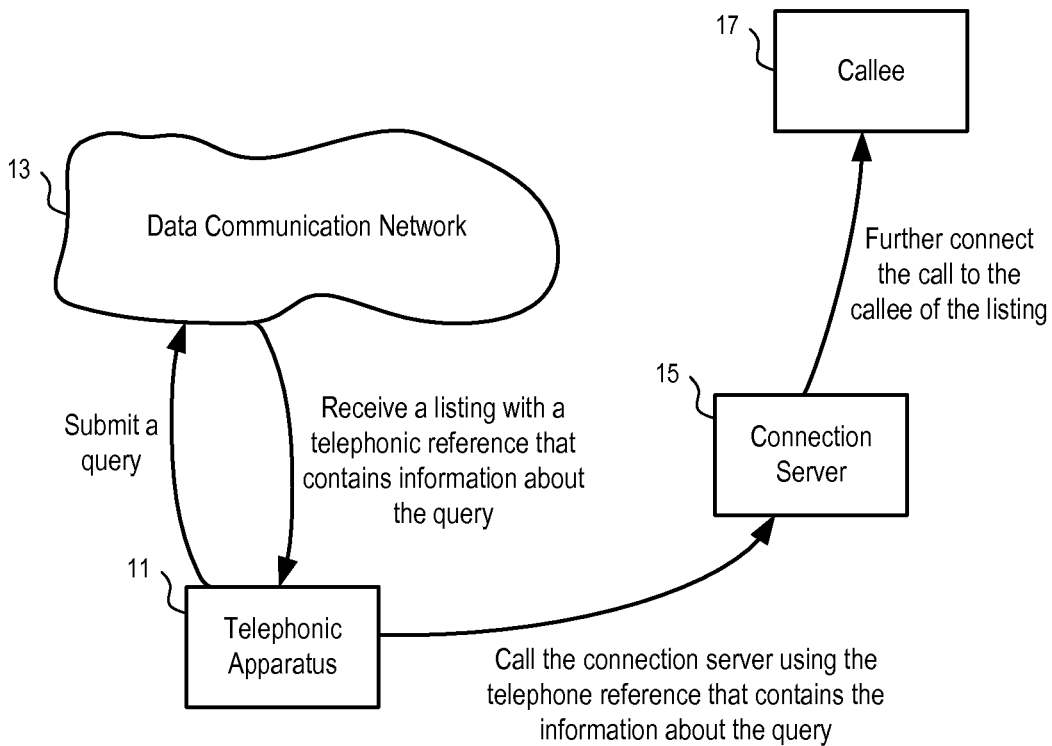 17
Callee
13
Data Communication Network
Further connect
the call to the
callee of the listing
15
Connection
Server
Submit a
query
Receive a listing with a
telephonic reference that
contains information about
the query
11
Telephonic
Apparatus
Call the connection server using the
telephone reference that contains the
information about the query